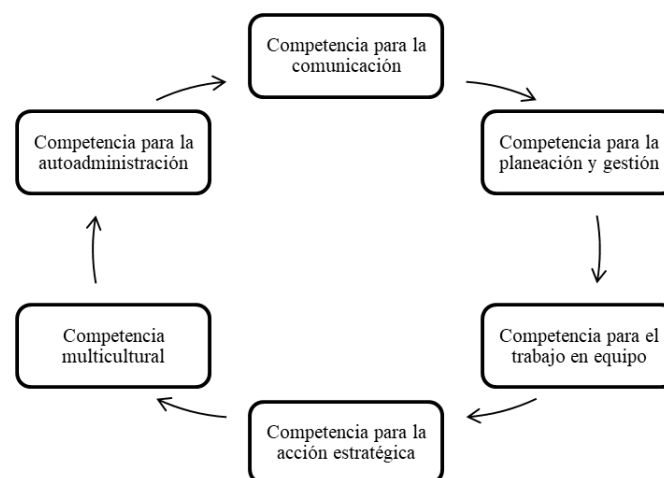 Competencia para la
comunicación
Competencia para la
planeación y gestión
Competencia para el
trabajo en equipo
Competencia para la
acción estratégica
Competencia
multicultural
Competencia para la
autoadministración